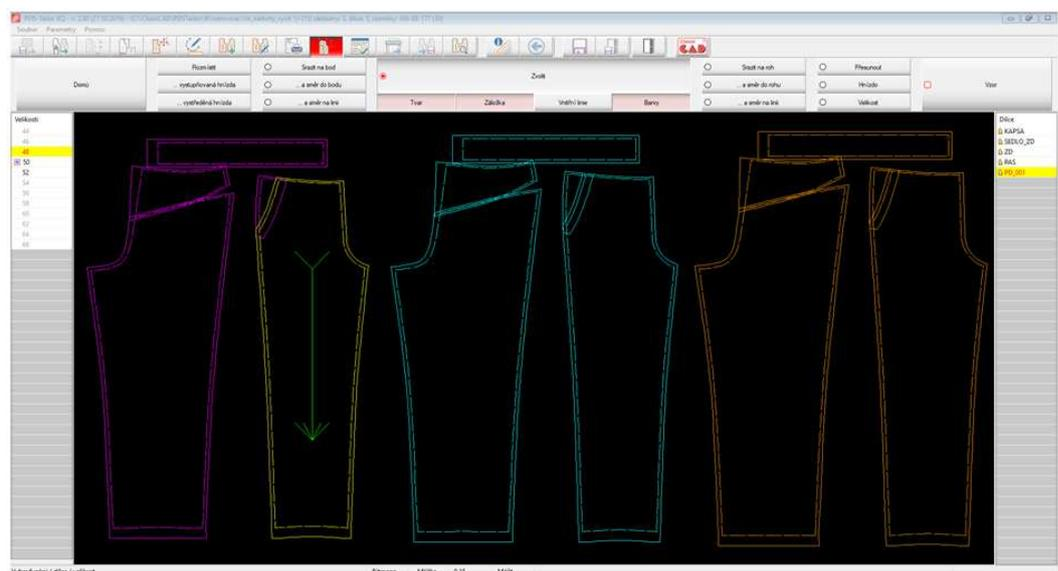 Soubor Parametry Pomoc
CAD
Domů
Rozmístit
... vystupňovaná hnízda
... vystředěná hnízda
Srazit na bod
... a směr do bodu
... a směr na linii
Zvolit
Tvar
Záložka
Vnitřní linie
Barvy
Srazit na roh
... a směr do rohu
... a směr na linii
Přesunout
Hnízdo
Velikost
Vzor
Velikosti
44
46
48
50
52
54
56
58
60
62
64
66
Dílce
KAPSA
SEDLO_ZD
ZD
PAS
PD_003